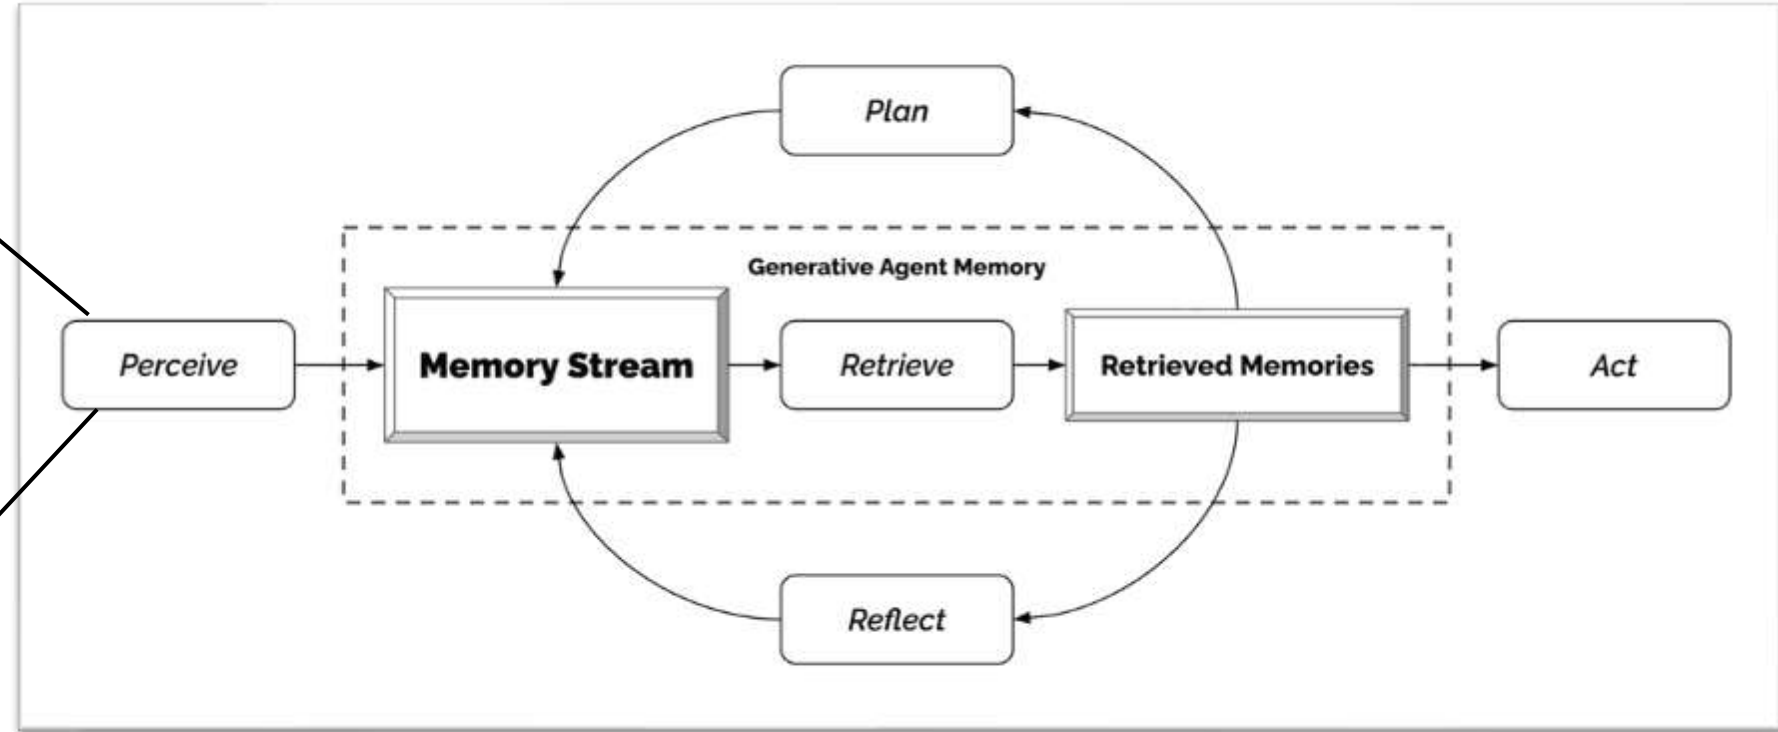 Plan
Generative Agent Memory
Perceive
Memory Stream
Retrieve
Retrieved Memories
Act
Reflect